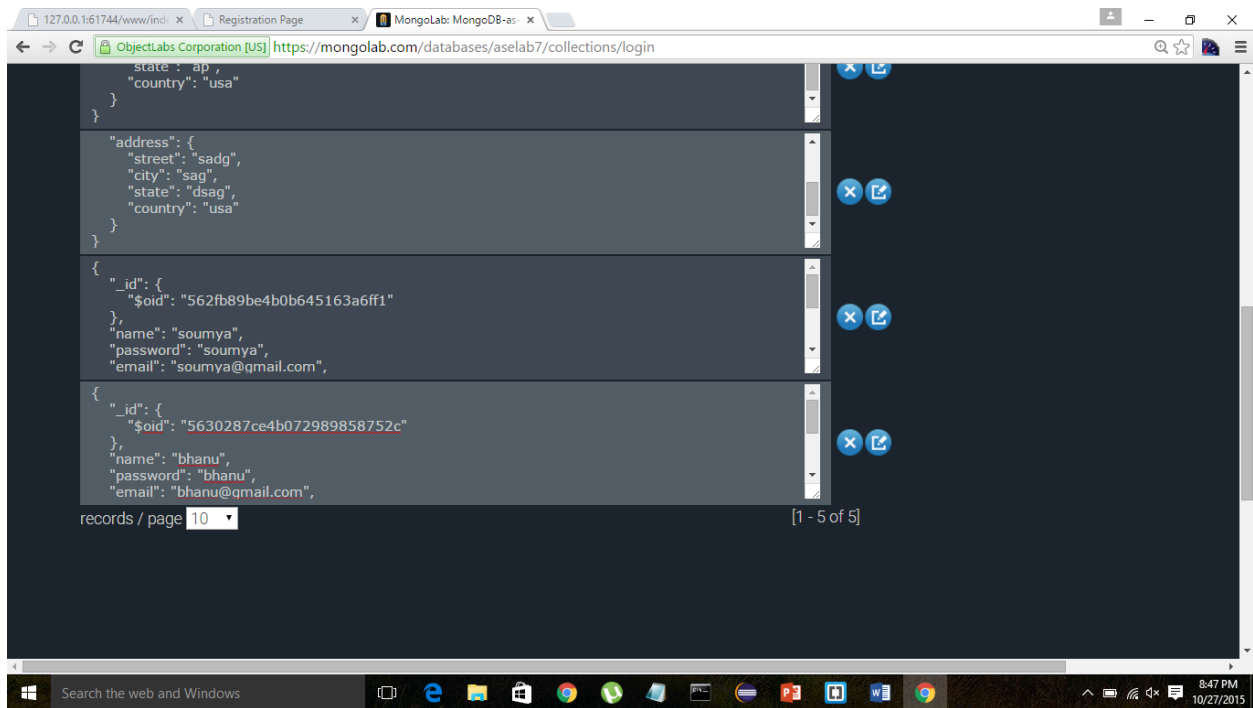 127.0.0.1:61744/www/inde
Registration Page
MongoLab: MongoDB-as-
ObjectLabs Corporation [US] https://mongolab.com/databases/aselab7/collections/login
"state": "ap",
"country": "usa"
}
}
"address": {
"street": "sadg",
"city": "sag",
"state": "dsag",
"country": "usa"
}
}
{
"_id": {
"$oid": "562fb89be4b0b645163a6ff1"
},
"name": "soumya",
"password": "soumya",
"email": "soumya@gmail.com",
{
"_id": {
"$oid": "5630287ce4b072989858752c"
},
"name": "bhanu",
"password": "bhanu",
"email": "bhanu@gmail.com",
records / page 10
[1 - 5 of 5]
Search the web and Windows
8:47 PM
10/27/2015